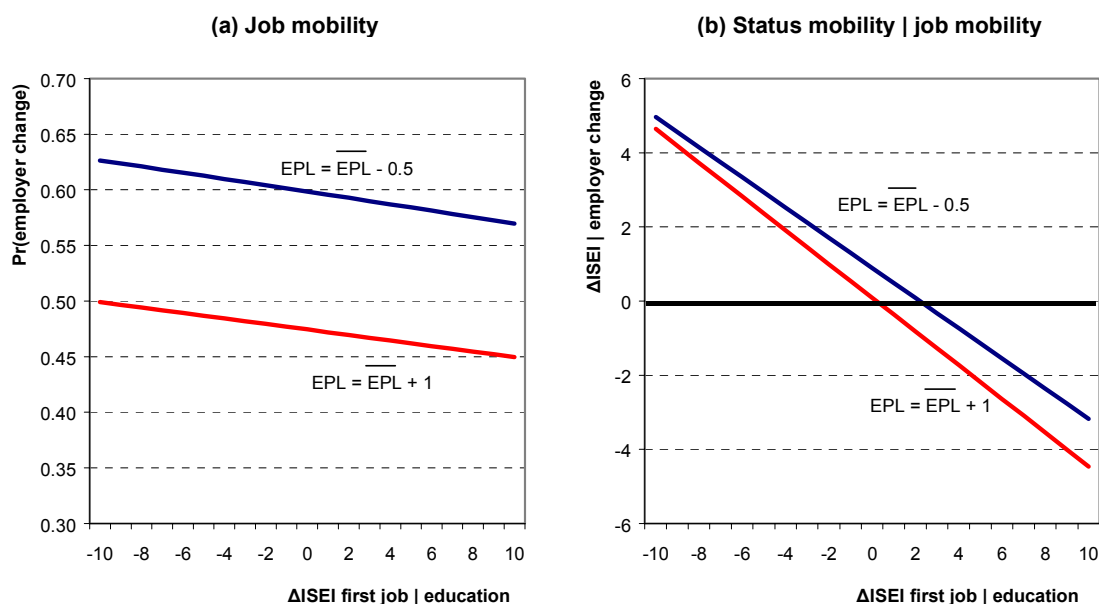 (a) Job mobility
Pr(employer change)
0.70
0.65
0.60
0.55
0.50
0.45
0.40
0.35
0.30
EPL = E̅P̅L̅ - 0.5
EPL = E̅P̅L̅ + 1
-10 -8 -6 -4 -2 0 2 4 6 8 10
ΔISEI first job | education
(b) Status mobility | job mobility
ΔISEI | employer change
6
4
2
0
-2
-4
-6
EPL = E̅P̅L̅ - 0.5
EPL = E̅P̅L̅ + 1
-10 -8 -6 -4 -2 0 2 4 6 8 10
ΔISEI first job | education